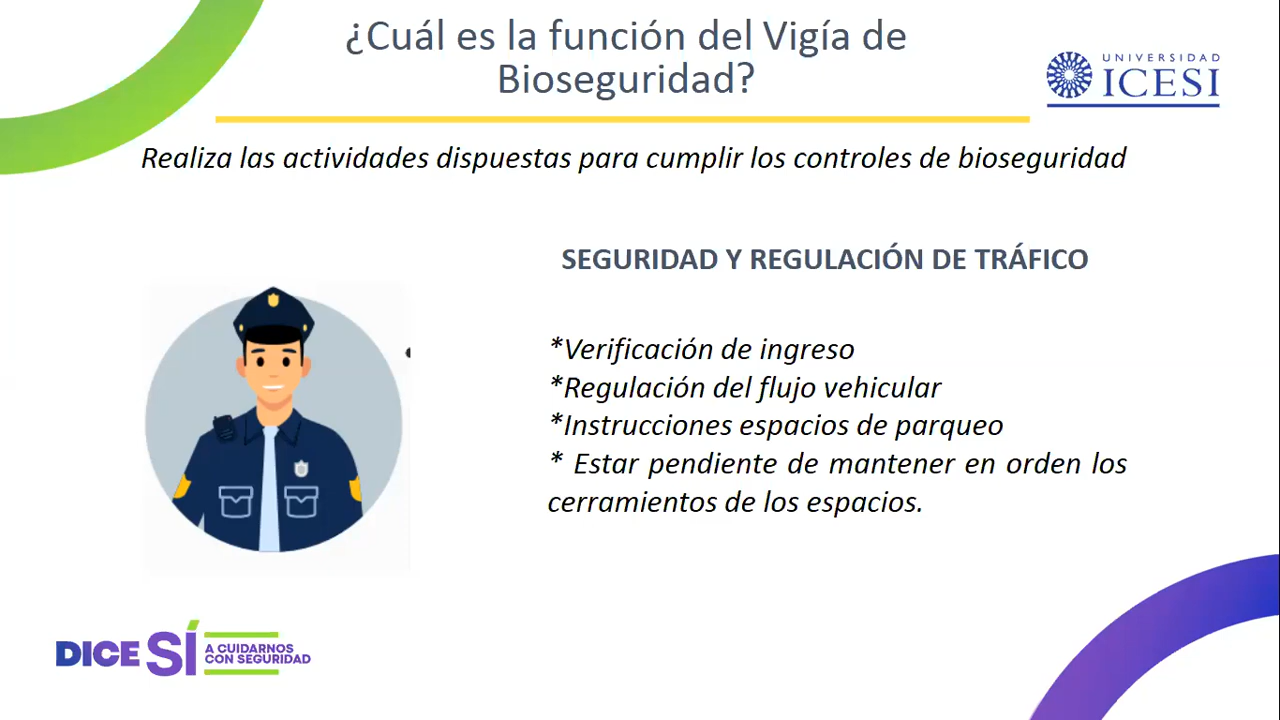 ¿Cuál es la función del Vigía de
Bioseguridad?
UNIVERSIDAD
ICESI
Realiza las actividades dispuestas para cumplir los controles de bioseguridad
SEGURIDAD Y REGULACIÓN DE TRÁFICO
*Verificación de ingreso
*Regulación del flujo vehicular
*Instrucciones espacios de parqueo
* Estar pendiente de mantener en orden los
cerramientos de los espacios.
DICE SÍ A CUIDARNOS
CON SEGURIDAD